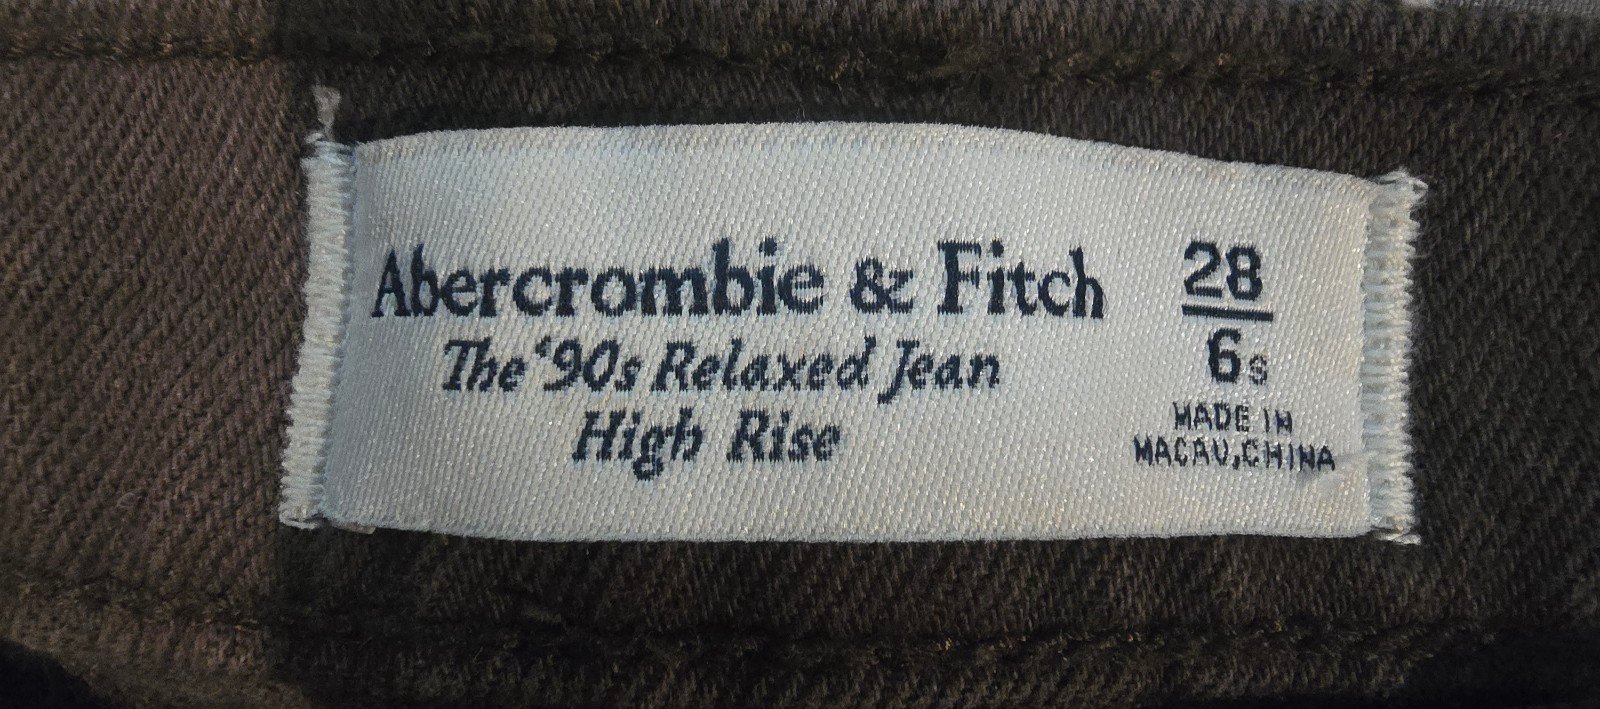 Abercrombie & Fitch
The ‘90s Relaxed Jean
High Rise
28
6s
MADE IN
MACAU,CHINA